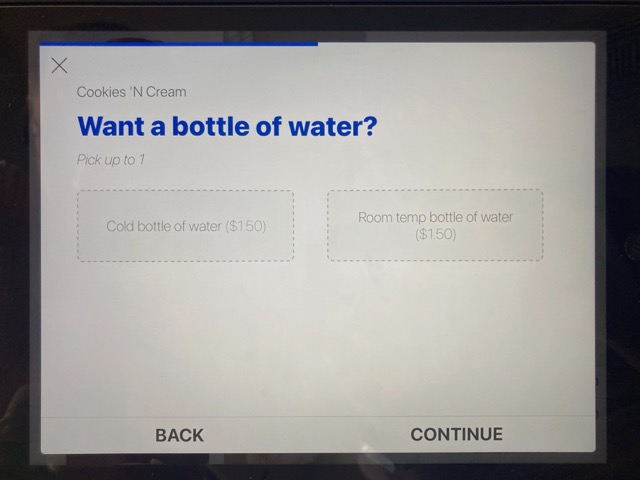 Cookies 'N Cream
Want a bottle of water?
Pick up to 1
Cold bottle of water ($1.50)
Room temp bottle of water
($1.50)
BACK
CONTINUE